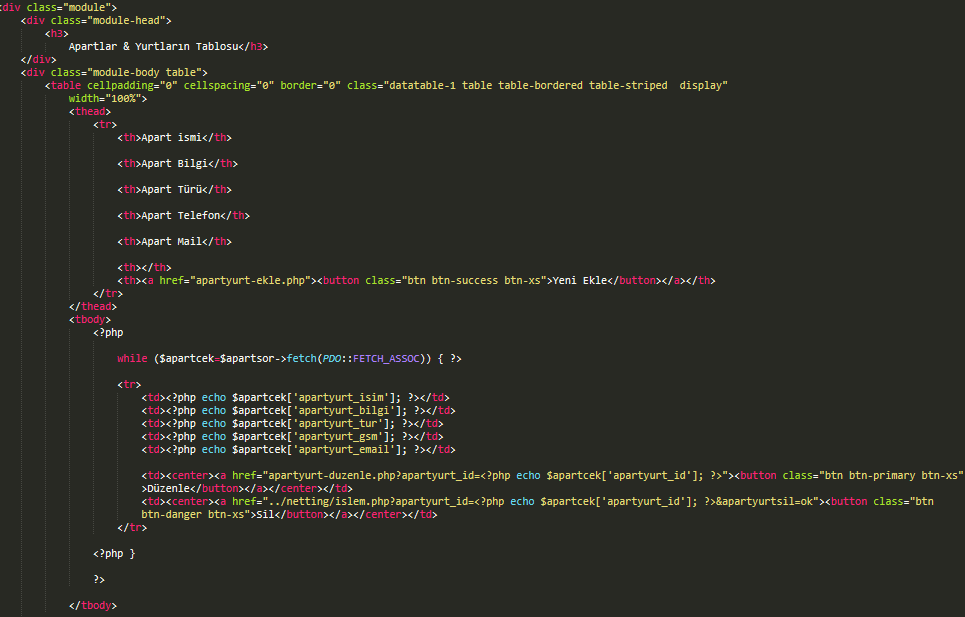 <div class="module">
<div class="module-head">
<h3>
Apartlar & Yurtların Tablosu</h3>
</div>
<div class="module-body table">
<table cellpadding="0" cellspacing="0" border="0" class="datatable-1 table table-bordered table-striped  display"
width="100%">
<thead>
<tr>
<th>Apart ismi</th>
<th>Apart Bilgi</th>
<th>Apart Türü</th>
<th>Apart Telefon</th>
<th>Apart Mail</th>
<th></th>
<th><a href="apartyurt-ekle.php"><button class="btn btn-success btn-xs">Yeni Ekle</button></a></th>
</tr>
</thead>
<tbody>
<?php
while ($apartcek=$apartsor->fetch(PDO::FETCH_ASSOC)) { ?>
<tr>
<td><?php echo $apartcek['apartyurt_isim']; ?></td>
<td><?php echo $apartcek['apartyurt_bilgi']; ?></td>
<td><?php echo $apartcek['apartyurt_tur']; ?></td>
<td><?php echo $apartcek['apartyurt_gsm']; ?></td>
<td><?php echo $apartcek['apartyurt_email']; ?></td>
<td><center><a href="apartyurt-duzenle.php?apartyurt_id=<?php echo $apartcek['apartyurt_id']; ?>"><button class="btn btn-primary btn-xs"
>Düzenle</button></a></center></td>
<td><center><a href="../netting/islem.php?apartyurt_id=<?php echo $apartcek['apartyurt_id']; ?>&apartyurtsil=ok"><button class="btn
btn-danger btn-xs">Sil</button></a></center></td>
</tr>
<?php }
?>
</tbody>